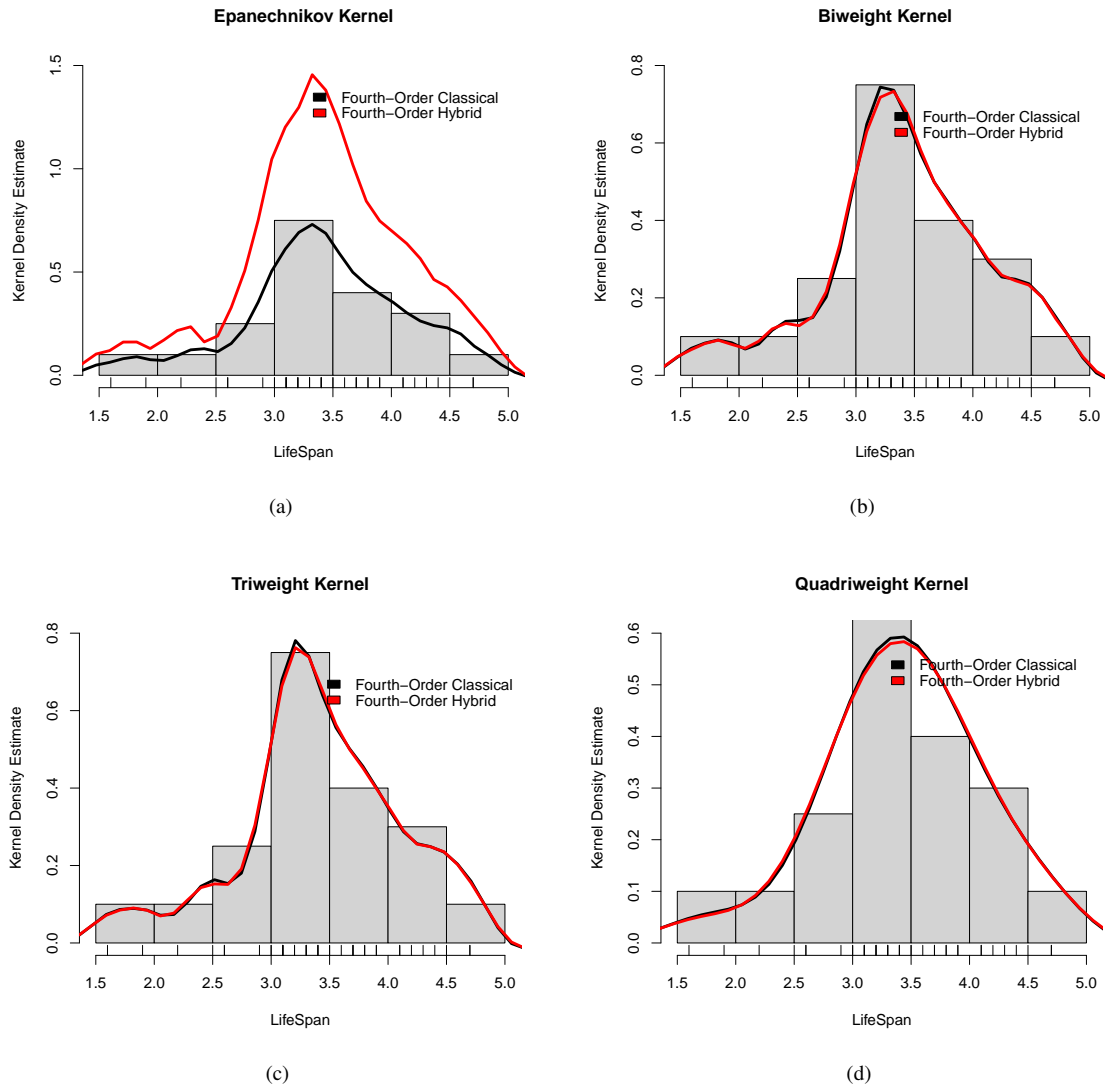 Epanechnikov Kernel
Kernel Density Estimate
1.5
1.0
0.5
0.0
Fourth−Order Classical
Fourth−Order Hybrid
1.5 2.0 2.5 3.0 3.5 4.0 4.5 5.0
LifeSpan
(a)
Biweight Kernel
Kernel Density Estimate
0.8
0.6
0.4
0.2
0.0
Fourth−Order Classical
Fourth−Order Hybrid
1.5 2.0 2.5 3.0 3.5 4.0 4.5 5.0
LifeSpan
(b)
Triweight Kernel
Kernel Density Estimate
0.8
0.6
0.4
0.2
0.0
Fourth−Order Classical
Fourth−Order Hybrid
1.5 2.0 2.5 3.0 3.5 4.0 4.5 5.0
LifeSpan
(c)
Quadriweight Kernel
Kernel Density Estimate
0.6
0.5
0.4
0.3
0.2
0.1
0.0
Fourth−Order Classical
Fourth−Order Hybrid
1.5 2.0 2.5 3.0 3.5 4.0 4.5 5.0
LifeSpan
(d)